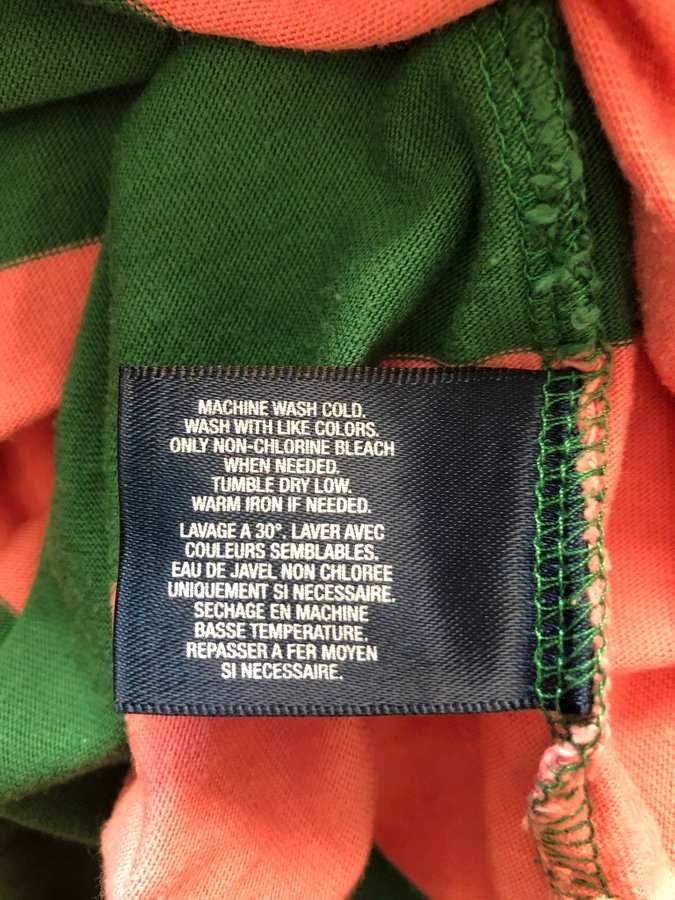 MACHINE WASH COLD.
WASH WITH LIKE COLORS.
ONLY NON-CHLORINE BLEACH
WHEN NEEDED.
TUMBLE DRY LOW.
WARM IRON IF NEEDED.
LAVAGE A 30°. LAVER AVEC
COULEURS SEMBLABLES.
EAU DE JAVEL NON CHLOREE
UNIQUEMENT SI NECESSAIRE.
SECHAGE EN MACHINE
BASSE TEMPERATURE.
REPASSER A FER MOYEN
SI NECESSAIRE.